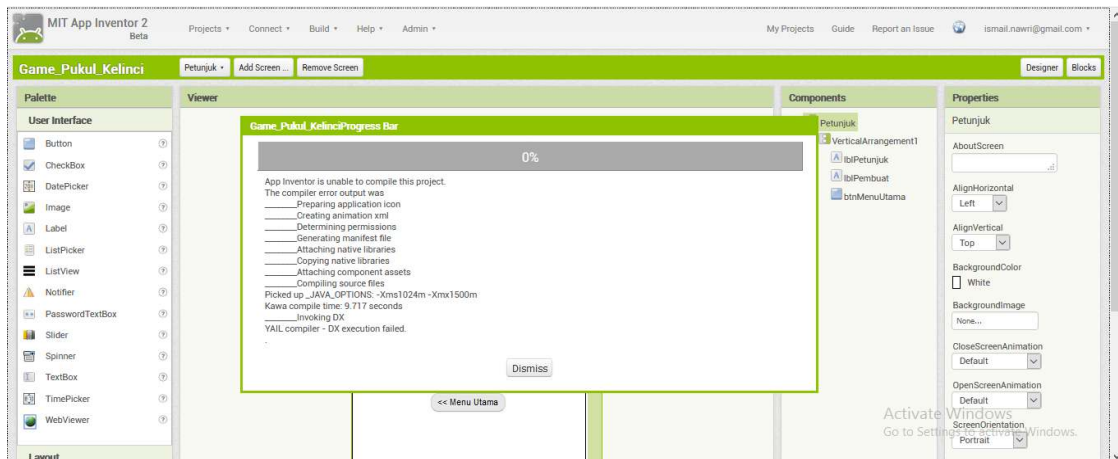 MIT App Inventor 2
Beta
Projects Connect Build Help Admin My Projects Guide Report an Issue ismail.nawri@gmail.com
Game_Pukul_Kelinci Petunjuk Add Screen ... Remove Screen Designer Blocks
Palette
User Interface
Button
CheckBox
DatePicker
Image
Label
ListPicker
ListView
Notifier
PasswordTextBox
Slider
Spinner
TextBox
TimePicker
WebViewer
Layout
Viewer
Game_Pukul_KelinciProgress Bar
0%
App Inventor is unable to compile this project.
The compiler error output was
________Preparing application icon
________Creating animation xml
________Determining permissions
________Generating manifest file
________Attaching native libraries
________Copying native libraries
________Attaching component assets
________Compiling source files
Picked up _JAVA_OPTIONS: -Xms1024m -Xmx1500m
Kawa compile time: 9.717 seconds
________Invoking DX
YAIL compiler - DX execution failed.
.
Dismiss
<< Menu Utama
Components
Petunjuk
VerticalArrangement1
lblPetunjuk
lblPembuat
btnMenuUtama
Properties
Petunjuk
AboutScreen
AlignHorizontal
Left
AlignVertical
Top
BackgroundColor
White
BackgroundImage
None...
CloseScreenAnimation
Default
OpenScreenAnimation
Default
ScreenOrientation
Portrait
Activate Windows
Go to Settings to activate Windows.